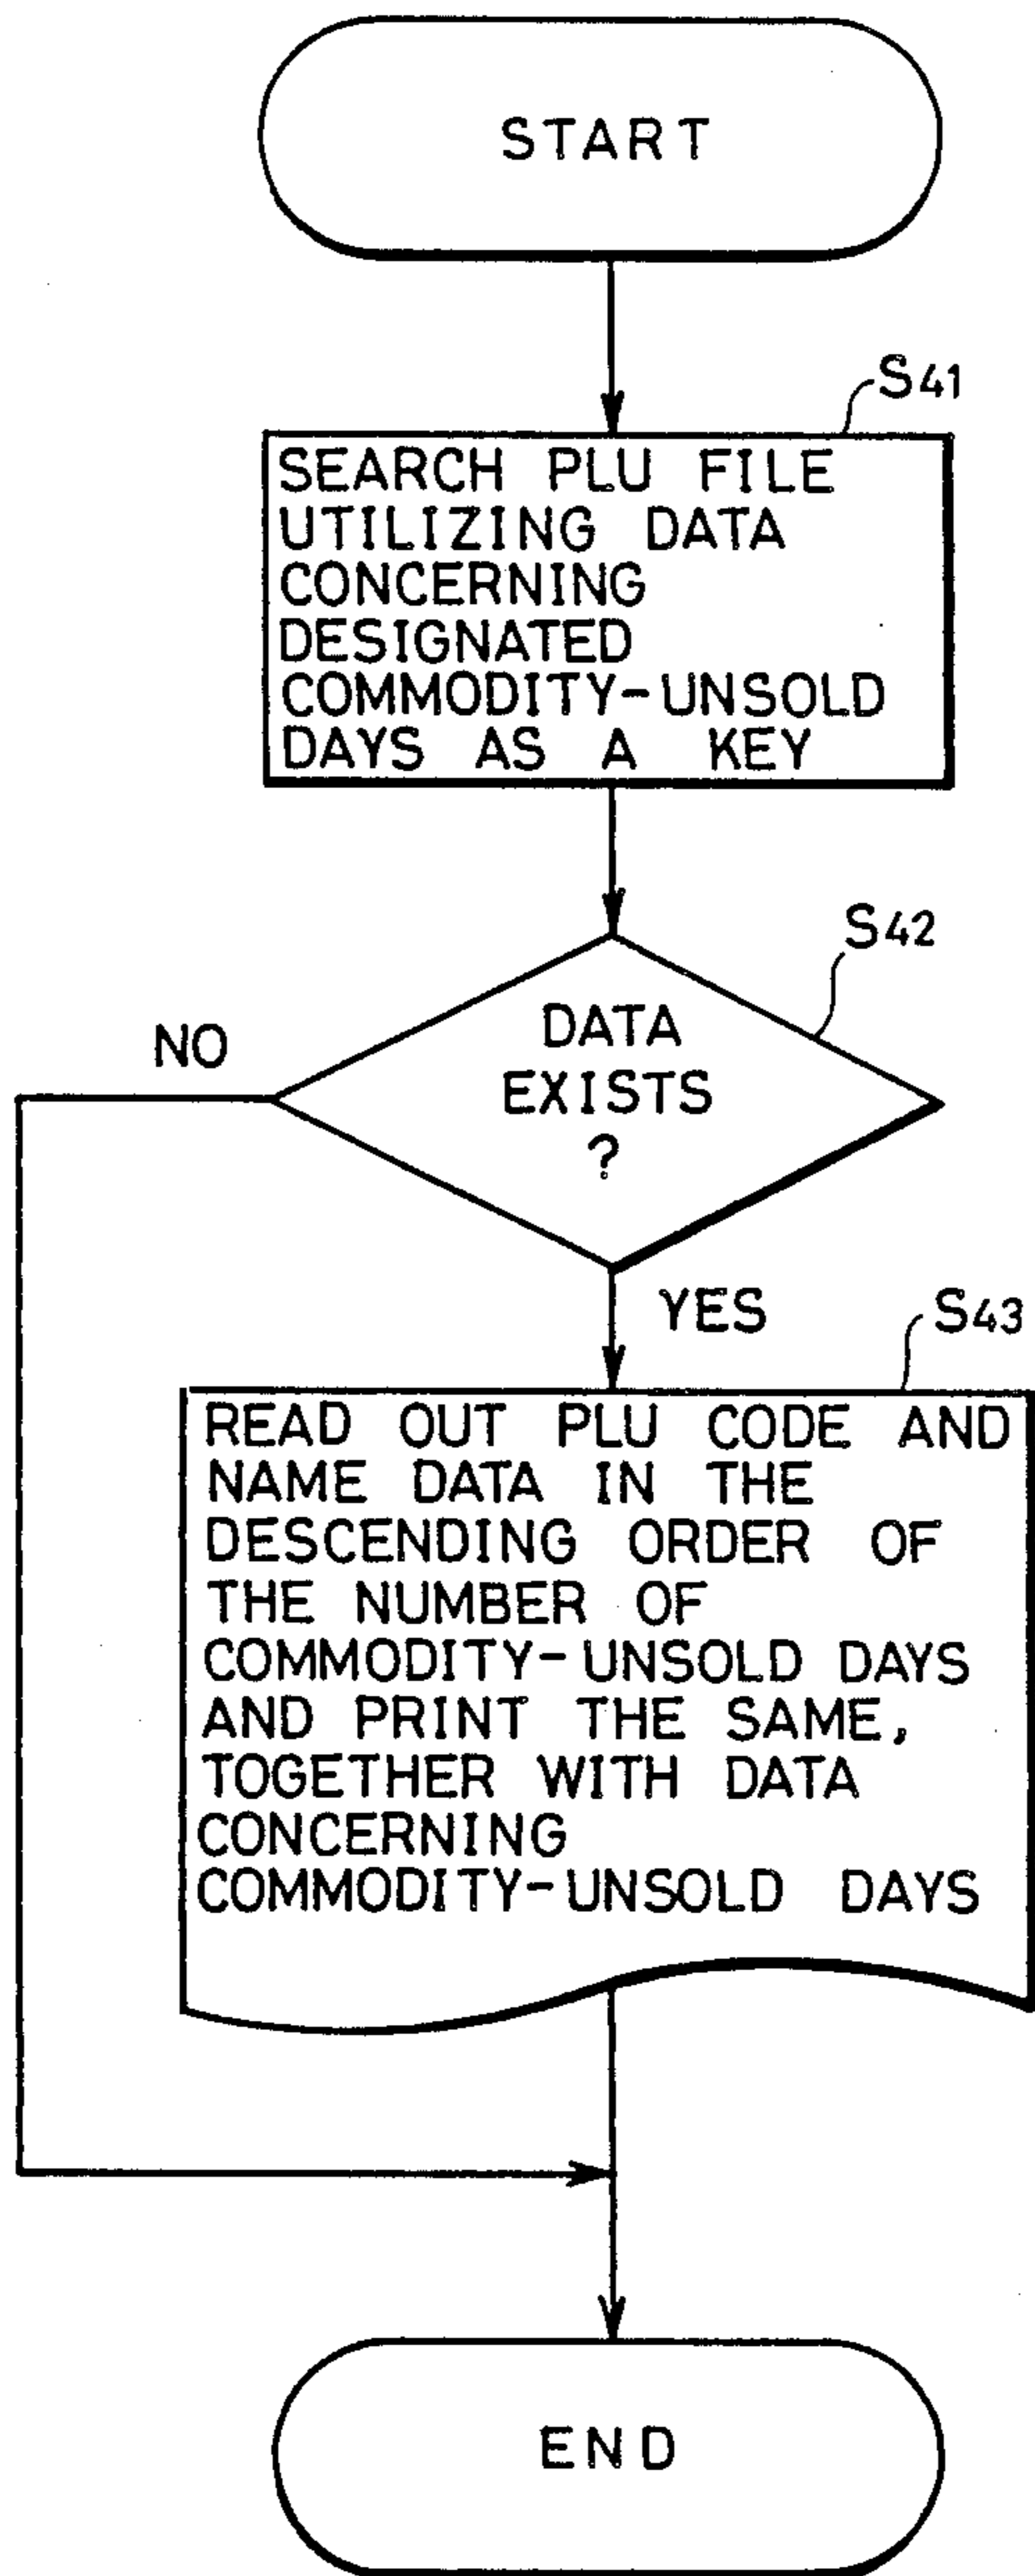 START
S41
SEARCH PLU FILE
UTILIZING DATA
CONCERNING
DESIGNATED
COMMODITY-UNSOLD
DAYS AS A KEY
S42
NO
DATA
EXISTS
?
YES
S43
READ OUT PLU CODE AND
NAME DATA IN THE
DESCENDING ORDER OF
THE NUMBER OF
COMMODITY-UNSOLD DAYS
AND PRINT THE SAME,
TOGETHER WITH DATA
CONCERNING
COMMODITY-UNSOLD DAYS
END